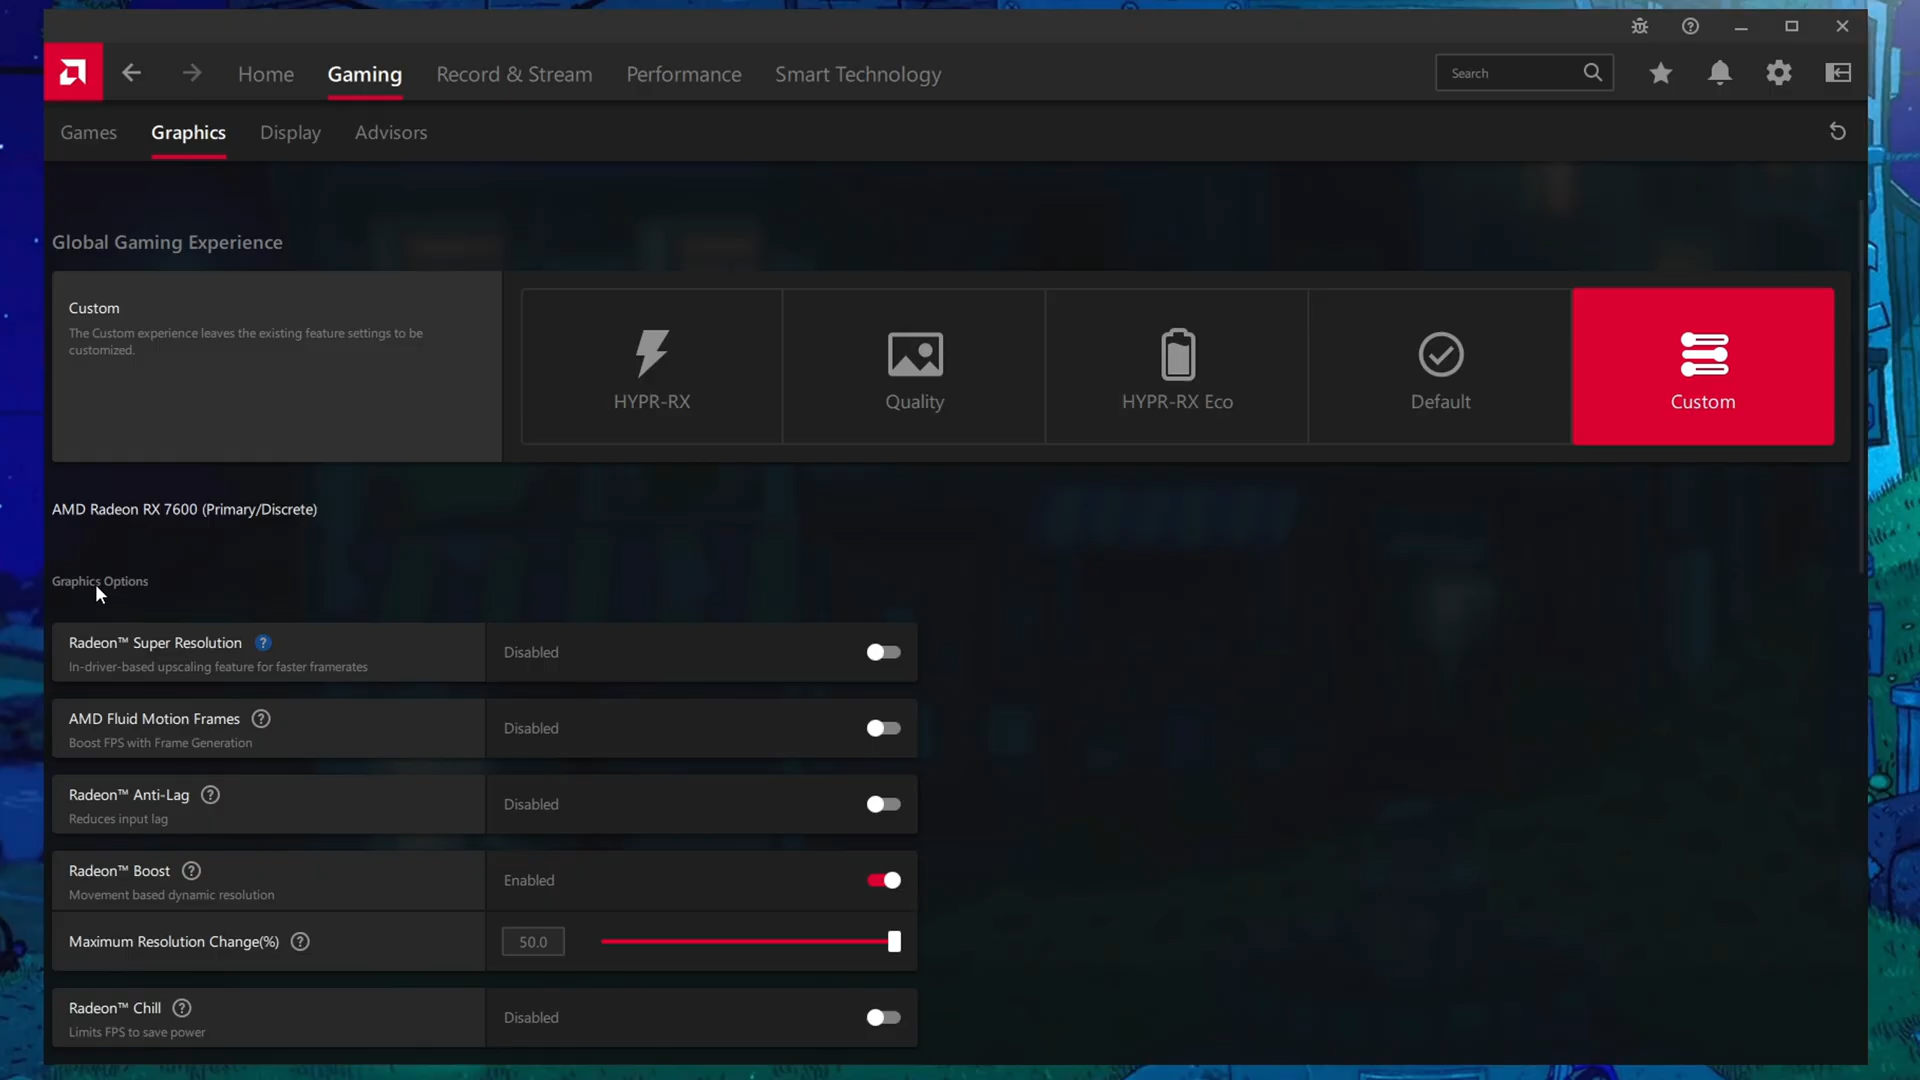 Home
Gaming
Record & Stream
Performance
Smart Technology
Search
Games
Graphics
Display
Advisors
Global Gaming Experience
Custom
The Custom experience leaves the existing feature settings to be
customized.
HYPR-RX
Quality
HYPR-RX Eco
Default
Custom
AMD Radeon RX 7600 (Primary/Discrete)
Graphics Options
Radeon™ Super Resolution ?
In-driver-based upscaling feature for faster framerates
Disabled
AMD Fluid Motion Frames ?
Boost FPS with Frame Generation
Disabled
Radeon™ Anti-Lag ?
Reduces input lag
Disabled
Radeon™ Boost ?
Movement based dynamic resolution
Enabled
Maximum Resolution Change(%) ?
50.0
Radeon™ Chill ?
Limits FPS to save power
Disabled